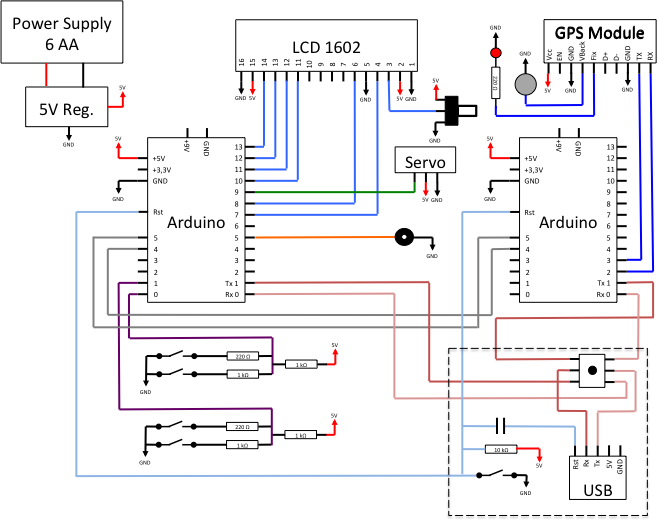 Power Supply
6 AA
5V Reg.
5V
GND
LCD 1602
16 15 14 13 12 11 10 9 8 7 6 5 4 3 2 1
GND 5V GND 5V GND
5V
GND
GND
220 Ω
GND
GPS Module
Vcc EN GND VBack Fix D+ D- GND TX RX
5V GND GND
Servo
5V GND
GND
5V
GND
+9V GND
+5V
+3,3V
GND
Rst
5
4
3
2
1
0
Arduino
13
12
11
10
9
8
7
6
5
4
3
2
Tx 1
Rx 0
5V
GND
+9V GND
+5V
+3,3V
GND
Rst
5
4
3
2
1
0
Arduino
13
12
11
10
9
8
7
6
5
4
3
2
Tx 1
Rx 0
220 Ω
1 kΩ
1 kΩ
5V
GND
220 Ω
1 kΩ
1 kΩ
5V
GND
10 kΩ
5V
GND
Rst Rx Tx 5V GND
USB